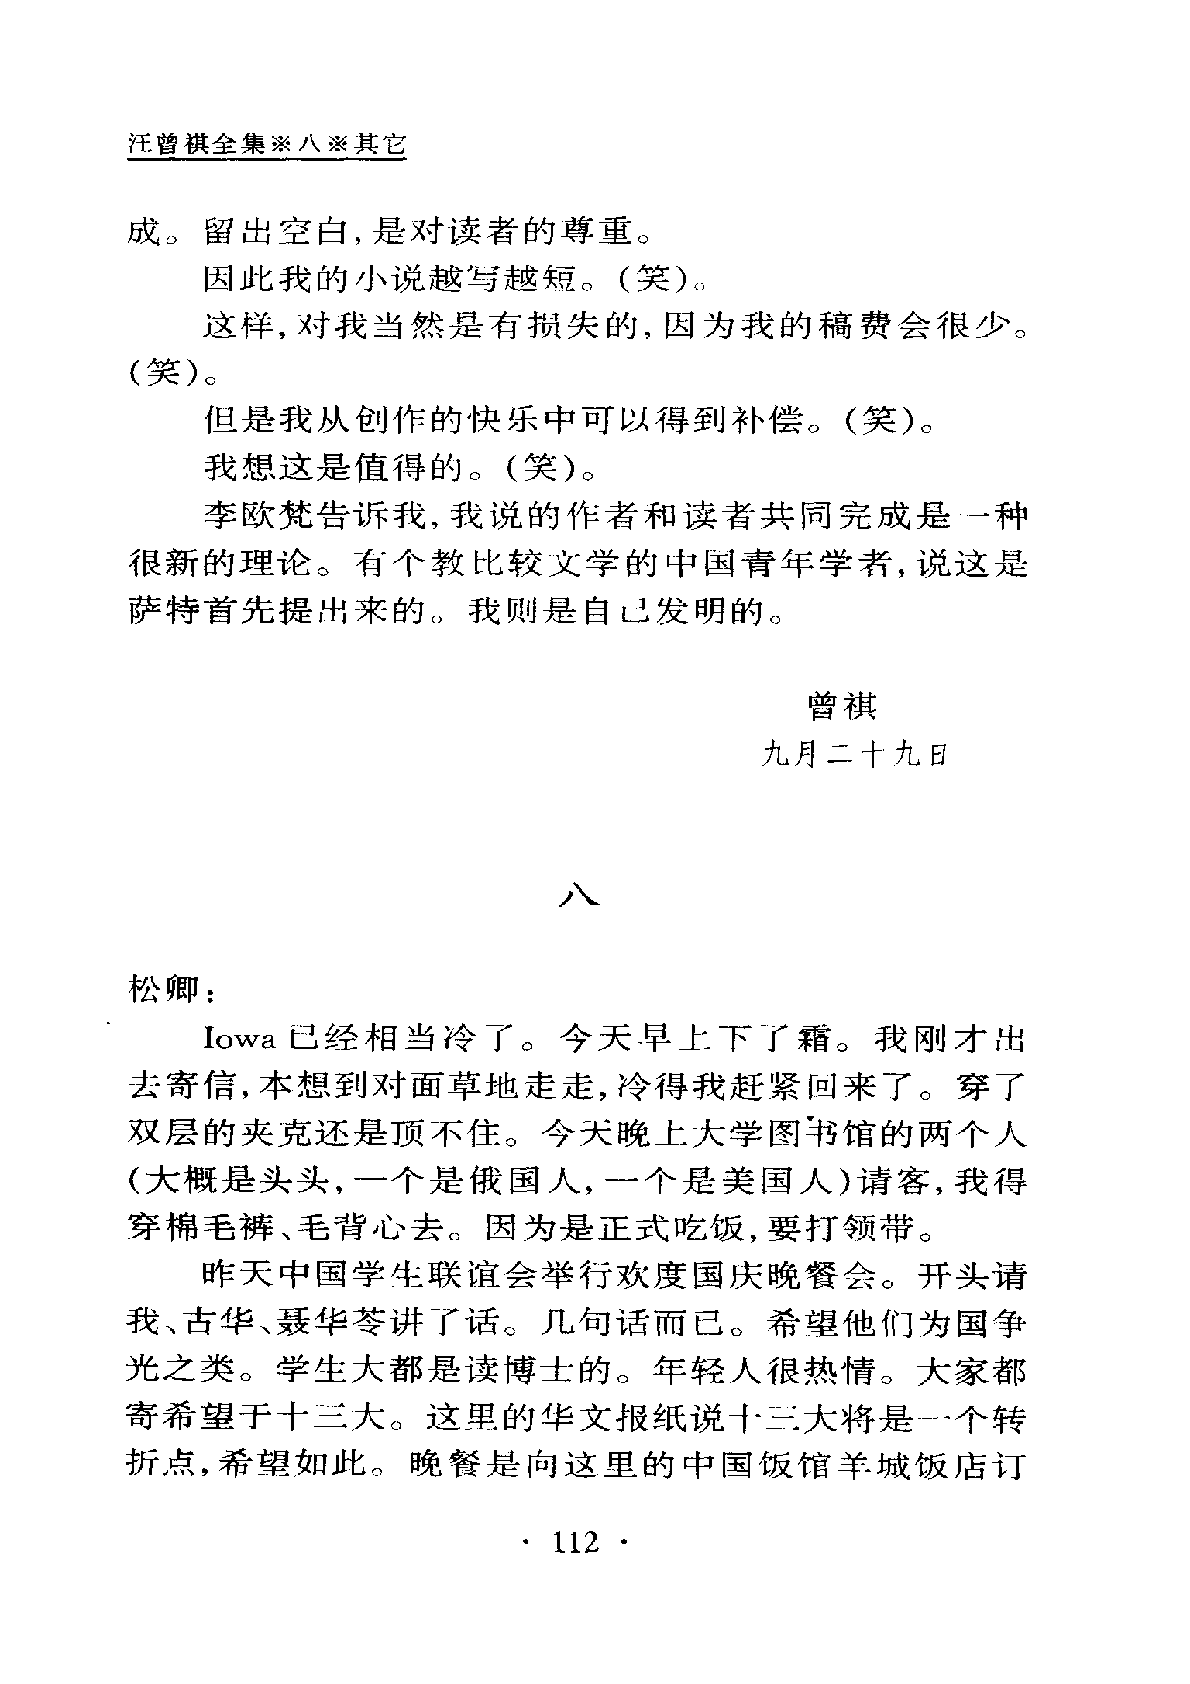 汪曾祺全集※八※其它
成。留出空白,是对读者的尊重。
因此我的小说越写越短。(笑)。
这样,对我当然是有损失的,因为我的稿费会很少。
(笑)。
但是我从创作的快乐中可以得到补偿。(笑)。
我想这是值得的。(笑)。
李欧梵告诉我,我说的作者和读者共同完成是一种
很新的理论。有个教比较文学的中国青年学者,说这是
萨特首先提出来的。我则是自己发明的。
曾祺
九月二十九日
八
松卿:
Iowa 已经相当冷了。今天早上下了霜。我刚才出
去寄信,本想到对面草地走走,冷得我赶紧回来了。穿了
双层的夹克还是顶不住。今天晚上大学图书馆的两个人
(大概是头头,一个是俄国人,一个是美国人)请客,我得
穿棉毛裤、毛背心去。因为是正式吃饭,要打领带。
昨天中国学生联谊会举行欢度国庆晚餐会。开头请
我、古华、聂华苓讲了话。几句话而已。希望他们为国争
光之类。学生大都是读博士的。年轻人很热情。大家都
寄希望于十三大。这里的华文报纸说十三大将是一个转
折点,希望如此。晚餐是向这里的中国饭馆羊城饭店订
· 112 ·